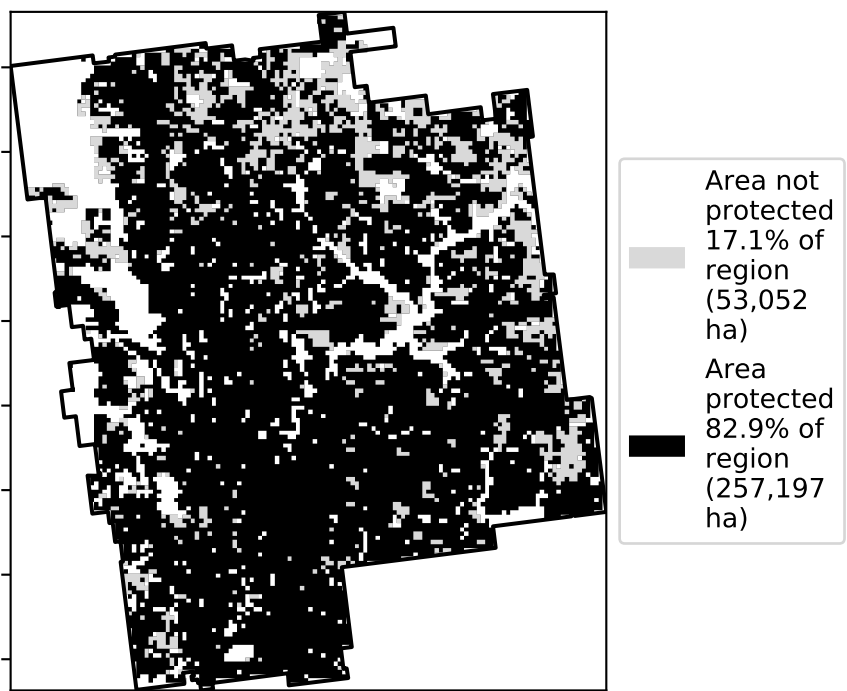 Area not
protected
17.1% of
region
(53,052
ha)
Area
protected
82.9% of
region
(257,197
ha)